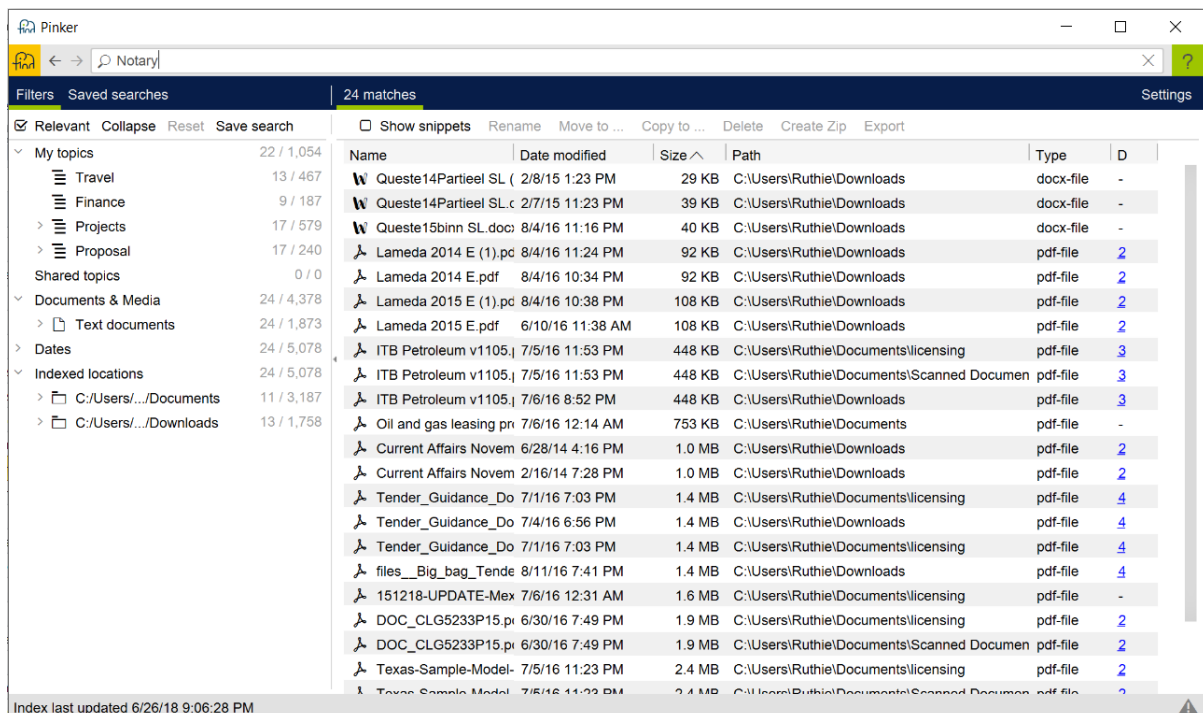 Pinker
Notary
?
Filters Saved searches 24 matches Settings
Relevant Collapse Reset Save search Show snippets Rename Move to ... Copy to ... Delete Create Zip Export
My topics 22 / 1,054
Travel 13 / 467
Finance 9 / 187
Projects 17 / 579
Proposal 17 / 240
Shared topics 0 / 0
Documents & Media 24 / 4,378
Text documents 24 / 1,873
Dates 24 / 5,078
Indexed locations 24 / 5,078
C:/Users/.../Documents 11 / 3,187
C:/Users/.../Downloads 13 / 1,758
Name Date modified Size Path Type D
Queste14Partieel SL ( 2/8/15 1:23 PM 29 KB C:\Users\Ruthie\Downloads docx-file -
Queste14Partieel SL.c 2/7/15 11:23 PM 39 KB C:\Users\Ruthie\Downloads docx-file -
Queste15binn SL.docx 8/4/16 11:16 PM 40 KB C:\Users\Ruthie\Downloads docx-file -
Lameda 2014 E (1).pd 8/4/16 11:24 PM 92 KB C:\Users\Ruthie\Downloads pdf-file 2
Lameda 2014 E.pdf 8/4/16 10:34 PM 92 KB C:\Users\Ruthie\Downloads pdf-file 2
Lameda 2015 E (1).pd 8/4/16 10:38 PM 108 KB C:\Users\Ruthie\Downloads pdf-file 2
Lameda 2015 E.pdf 6/10/16 11:38 AM 108 KB C:\Users\Ruthie\Downloads pdf-file 2
ITB Petroleum v1105.p 7/5/16 11:53 PM 448 KB C:\Users\Ruthie\Documents\licensing pdf-file 3
ITB Petroleum v1105.p 7/5/16 11:53 PM 448 KB C:\Users\Ruthie\Documents\Scanned Documen pdf-file 3
ITB Petroleum v1105.p 7/6/16 8:52 PM 448 KB C:\Users\Ruthie\Downloads pdf-file 3
Oil and gas leasing pro 7/6/16 12:14 AM 753 KB C:\Users\Ruthie\Documents pdf-file -
Current Affairs Novem 6/28/14 4:16 PM 1.0 MB C:\Users\Ruthie\Downloads pdf-file 2
Current Affairs Novem 2/16/14 7:28 PM 1.0 MB C:\Users\Ruthie\Downloads pdf-file 2
Tender_Guidance_Do 7/1/16 7:03 PM 1.4 MB C:\Users\Ruthie\Documents\licensing pdf-file 4
Tender_Guidance_Do 7/4/16 6:56 PM 1.4 MB C:\Users\Ruthie\Downloads pdf-file 4
Tender_Guidance_Do 7/1/16 7:03 PM 1.4 MB C:\Users\Ruthie\Documents\licensing pdf-file 4
files__Big_bag_Tende 8/11/16 7:41 PM 1.4 MB C:\Users\Ruthie\Downloads pdf-file 4
151218-UPDATE-Mex 7/6/16 12:31 AM 1.6 MB C:\Users\Ruthie\Documents\licensing pdf-file -
DOC_CLG5233P15.pd 6/30/16 7:49 PM 1.9 MB C:\Users\Ruthie\Documents\licensing pdf-file 2
DOC_CLG5233P15.pd 6/30/16 7:49 PM 1.9 MB C:\Users\Ruthie\Documents\Scanned Documen pdf-file 2
Texas-Sample-Model- 7/5/16 11:23 PM 2.4 MB C:\Users\Ruthie\Documents\licensing pdf-file 2
Texas-Sample-Model- 7/5/16 11:23 PM 2.4 MB C:\Users\Ruthie\Documents\Scanned Documen pdf-file 2
Index last updated 6/26/18 9:06:28 PM